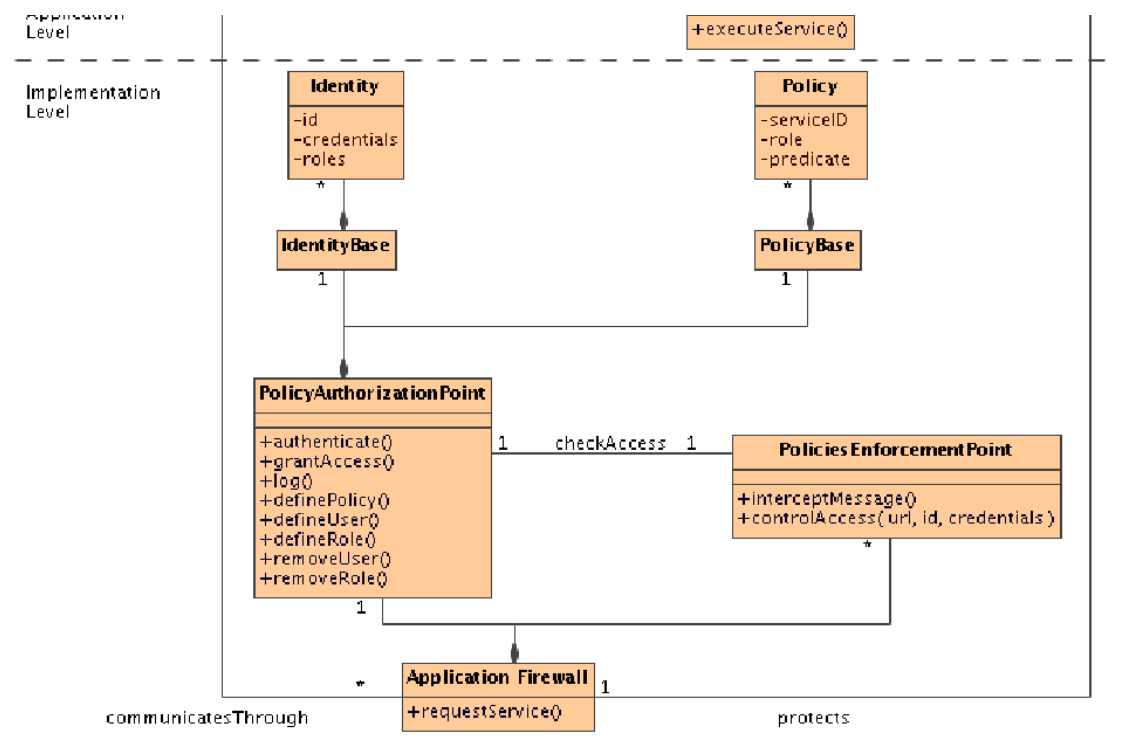 Application
Level
+executeService()
Implementation
Level
Identity
-id
-credentials
-roles
*
Policy
-serviceID
-role
-predicate
*
IdentityBase
1
PolicyBase
1
PolicyAuthorizationPoint
+authenticate()
+grantAccess()
+log()
+definePolicy()
+defineUser()
+defineRole()
+removeUser()
+removeRole()
1 checkAccess 1
PoliciesEnforcementPoint
+interceptMessage()
+controlAccess( url, id, credentials )
*
1
Application Firewall
+requestService()
*
1
communicatesThrough
protects